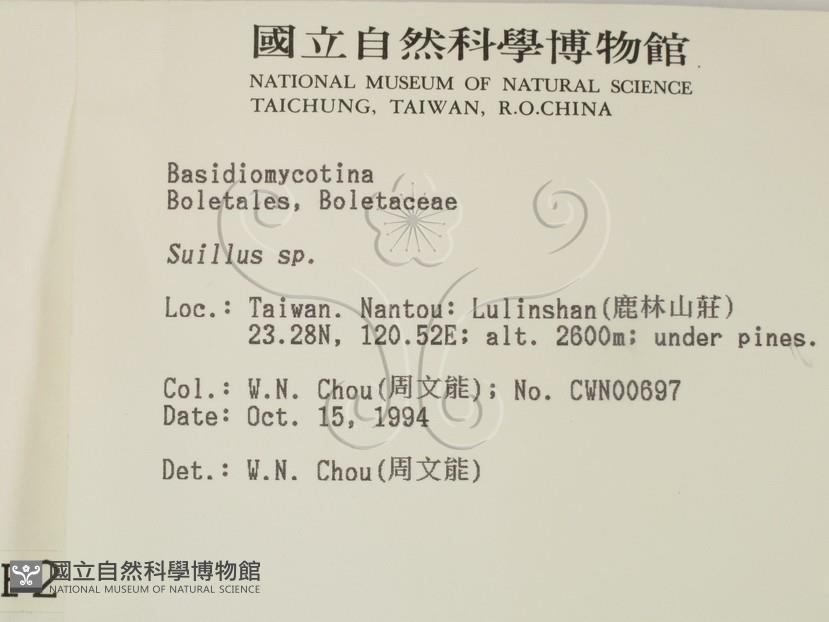 國立自然科學博物館
NATIONAL MUSEUM OF NATURAL SCIENCE
TAICHUNG, TAIWAN, R.O.CHINA
Basidiomycotina
Boletales, Boletaceae
Suillus sp.
Loc.: Taiwan. Nantou: Lulinshan(鹿林山莊)
23.28N, 120.52E; alt. 2600m; under pines.
Col.: W.N. Chou(周文能); No. CWN00697
Date: Oct. 15, 1994
Det.: W.N. Chou(周文能)
國立自然科學博物館
NATIONAL MUSEUM OF NATURAL SCIENCE